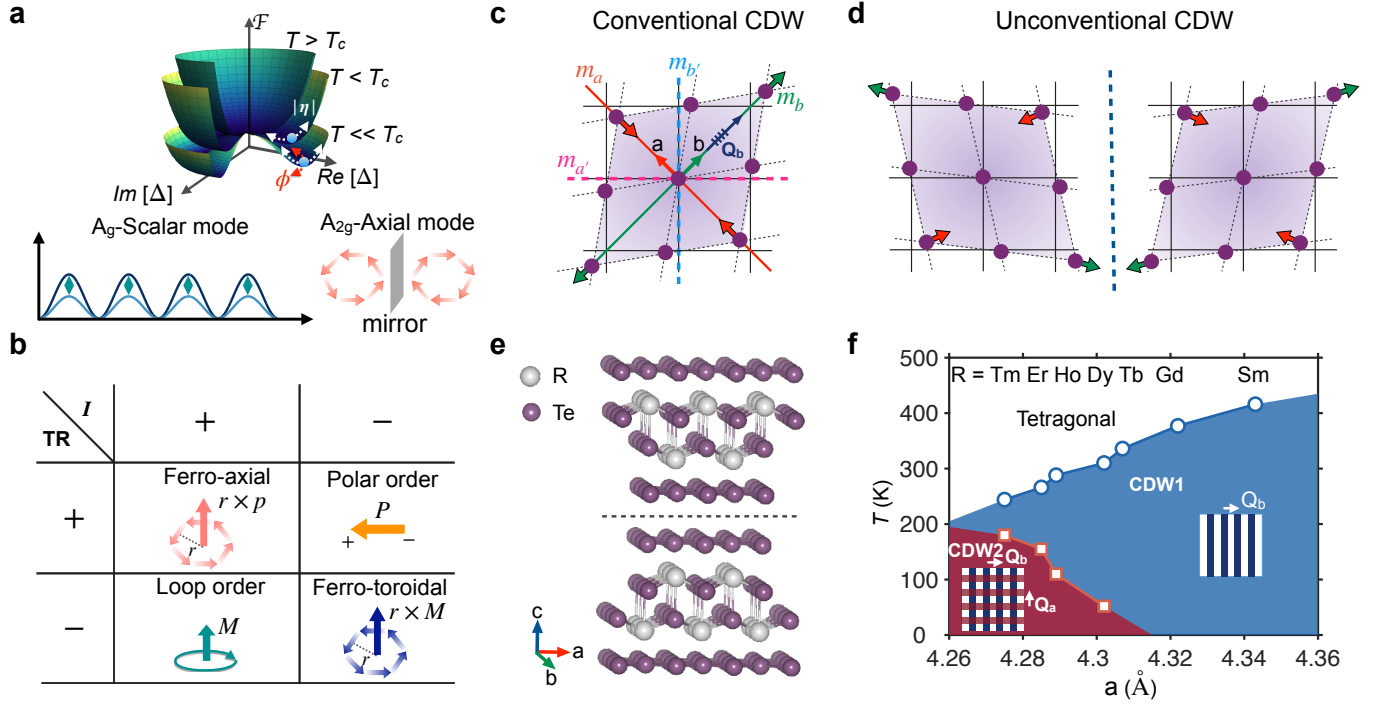 a
ℱ
T > Tc
T < Tc
|η|
T << Tc
ϕ
Re [Δ]
Im [Δ]
Ag-Scalar mode
A2g-Axial mode
mirror
b
I
TR
+
−
+
Ferro-axial
r × p
r
Polar order
P
+
−
−
Loop order
M
Ferro-toroidal
r × M
r
c
Conventional CDW
ma
mb′
mb
a
b
Qb
ma′
d
Unconventional CDW
e
R
Te
c
a
b
f
500
400
300
200
100
0
T (K)
R = Tm Er Ho Dy Tb Gd Sm
Tetragonal
CDW1
Qb
CDW2
Qb
Qa
4.26 4.28 4.3 4.32 4.34 4.36
a (Å)